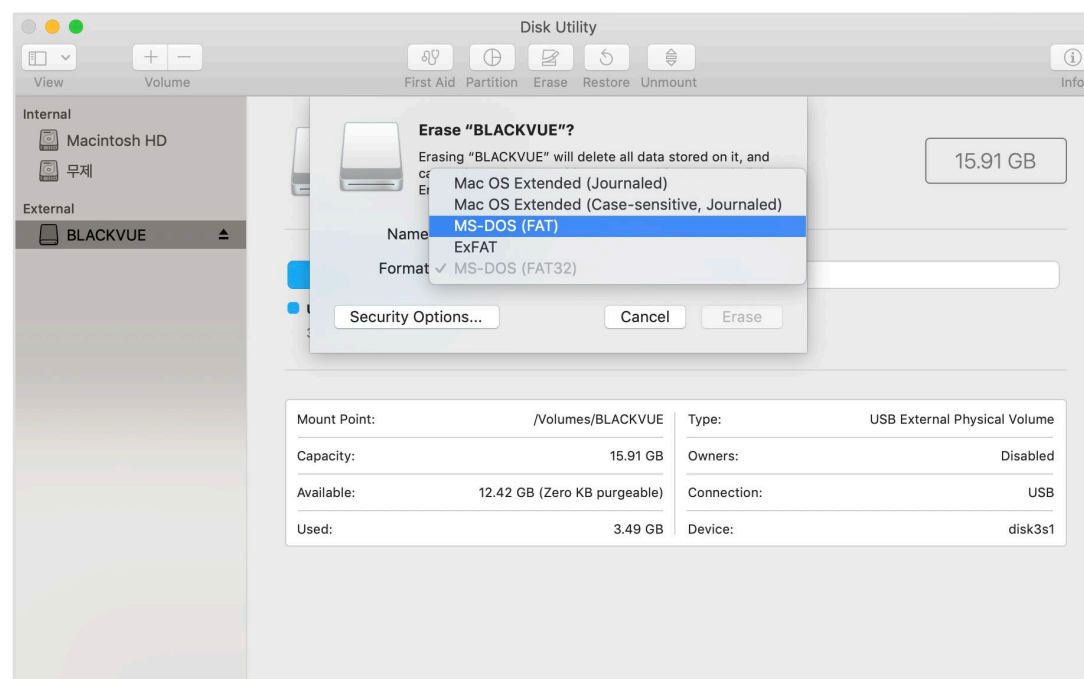 Disk Utility
View
Volume
First Aid
Partition
Erase
Restore
Unmount
Info
Internal
Macintosh HD
무제
External
BLACKVUE
Erase “BLACKVUE”?
Erasing “BLACKVUE” will delete all data stored on it, and
Mac OS Extended (Journaled)
Mac OS Extended (Case-sensitive, Journaled)
MS-DOS (FAT)
ExFAT
✓ MS-DOS (FAT32)
Name
Format
Security Options...
Cancel
Erase
15.91 GB
Mount Point: /Volumes/BLACKVUE
Capacity: 15.91 GB
Available: 12.42 GB (Zero KB purgeable)
Used: 3.49 GB
Type: USB External Physical Volume
Owners: Disabled
Connection: USB
Device: disk3s1